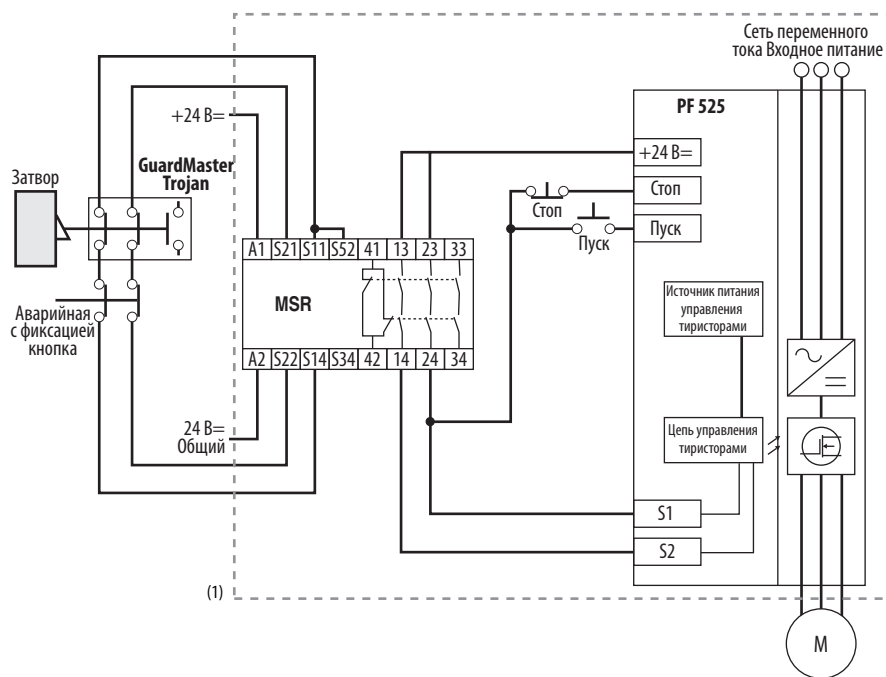 Сеть переменного
тока Входное питание
PF 525
+24 В=
GuardMaster
Trojan
Затвор
+24 В=
Стоп
Стоп
Пуск
Пуск
A1 S21 S11 S52 41 13 23 33
MSR
Источник питания
управления
тиристорами
Аварийная
с фиксацией
кнопка
A2 S22 S14 S34 42 14 24 34
24 В=
Общий
Цепь управления
тиристорами
S1
S2
(1)
M